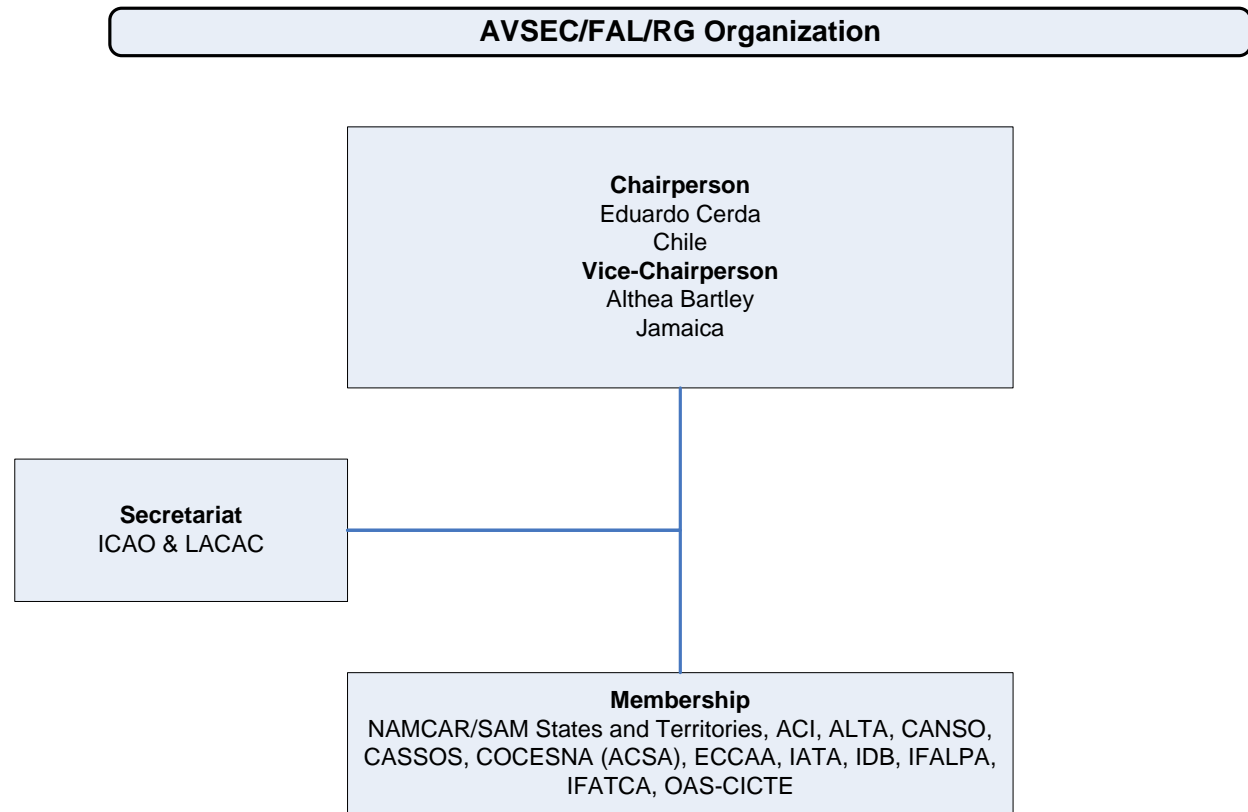 AVSEC/FAL/RG Organization
Chairperson
Eduardo Cerda
Chile
Vice-Chairperson
Althea Bartley
Jamaica
Secretariat
ICAO & LACAC
Membership
NAMCAR/SAM States and Territories, ACI, ALTA, CANSO,
CASSOS, COCESNA (ACSA), ECCAA, IATA, IDB, IFALPA,
IFATCA, OAS-CICTE